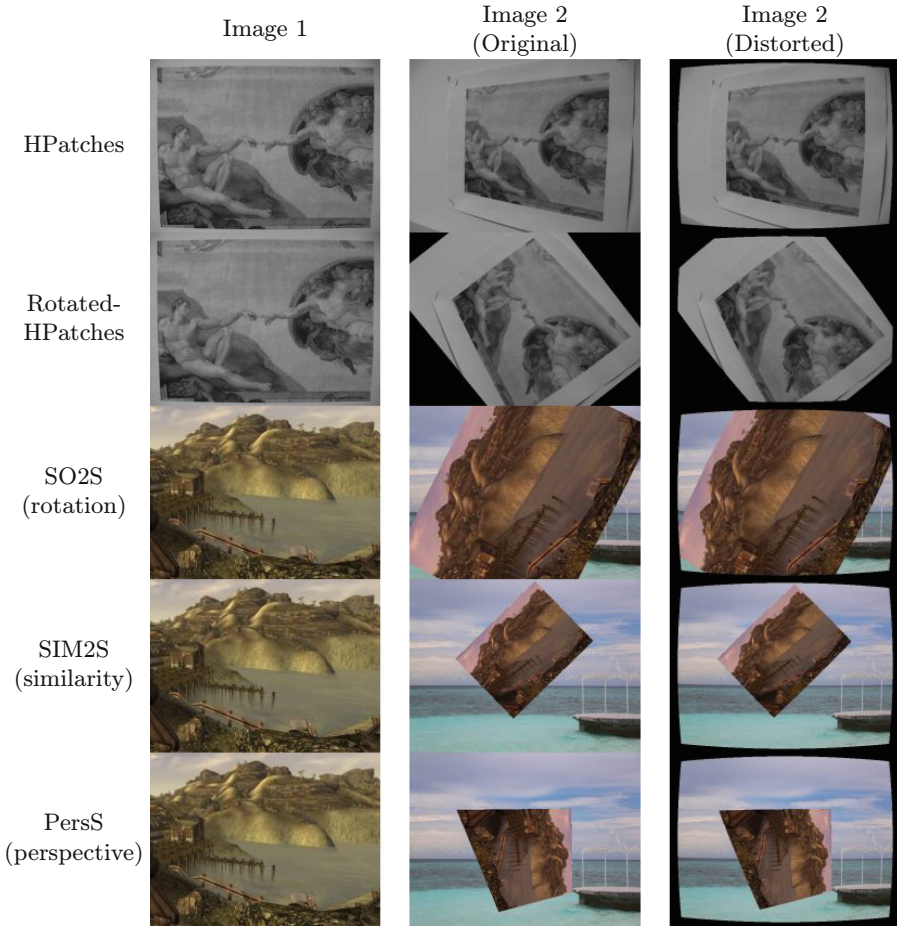 Image 1
Image 2
(Original)
Image 2
(Distorted)
HPatches
Rotated-
HPatches
SO2S
(rotation)
SIM2S
(similarity)
PersS
(perspective)